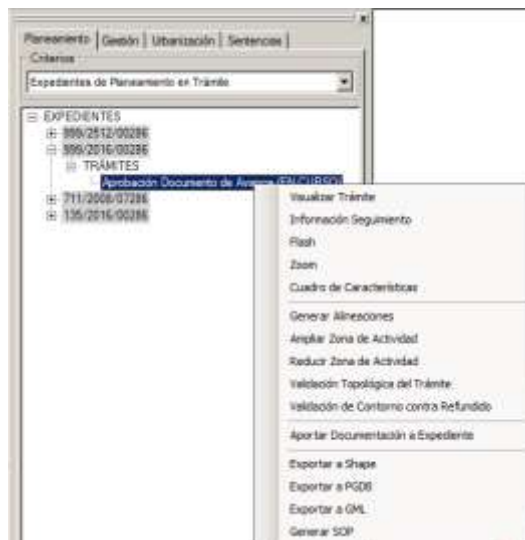 Planeamiento Gestión Urbanización Sentencias
Criterios
Expedientes de Planeamiento en Trámite
EXPEDIENTES
999/2512/00286
999/2016/00286
TRÁMITES
Aprobación Documento de Avance (EN CURSO)
711/2008/07286
135/2016/00286
Visualizar Trámite
Información Seguimiento
Flash
Zoom
Cuadro de Características
Generar Alineaciones
Ampliar Zona de Actividad
Reducir Zona de Actividad
Validación Topológica del Trámite
Validación de Contorno contra Refundido
Aportar Documentación a Expediente
Exportar a Shape
Exportar a PGDB
Exportar a GML
Generar SOP